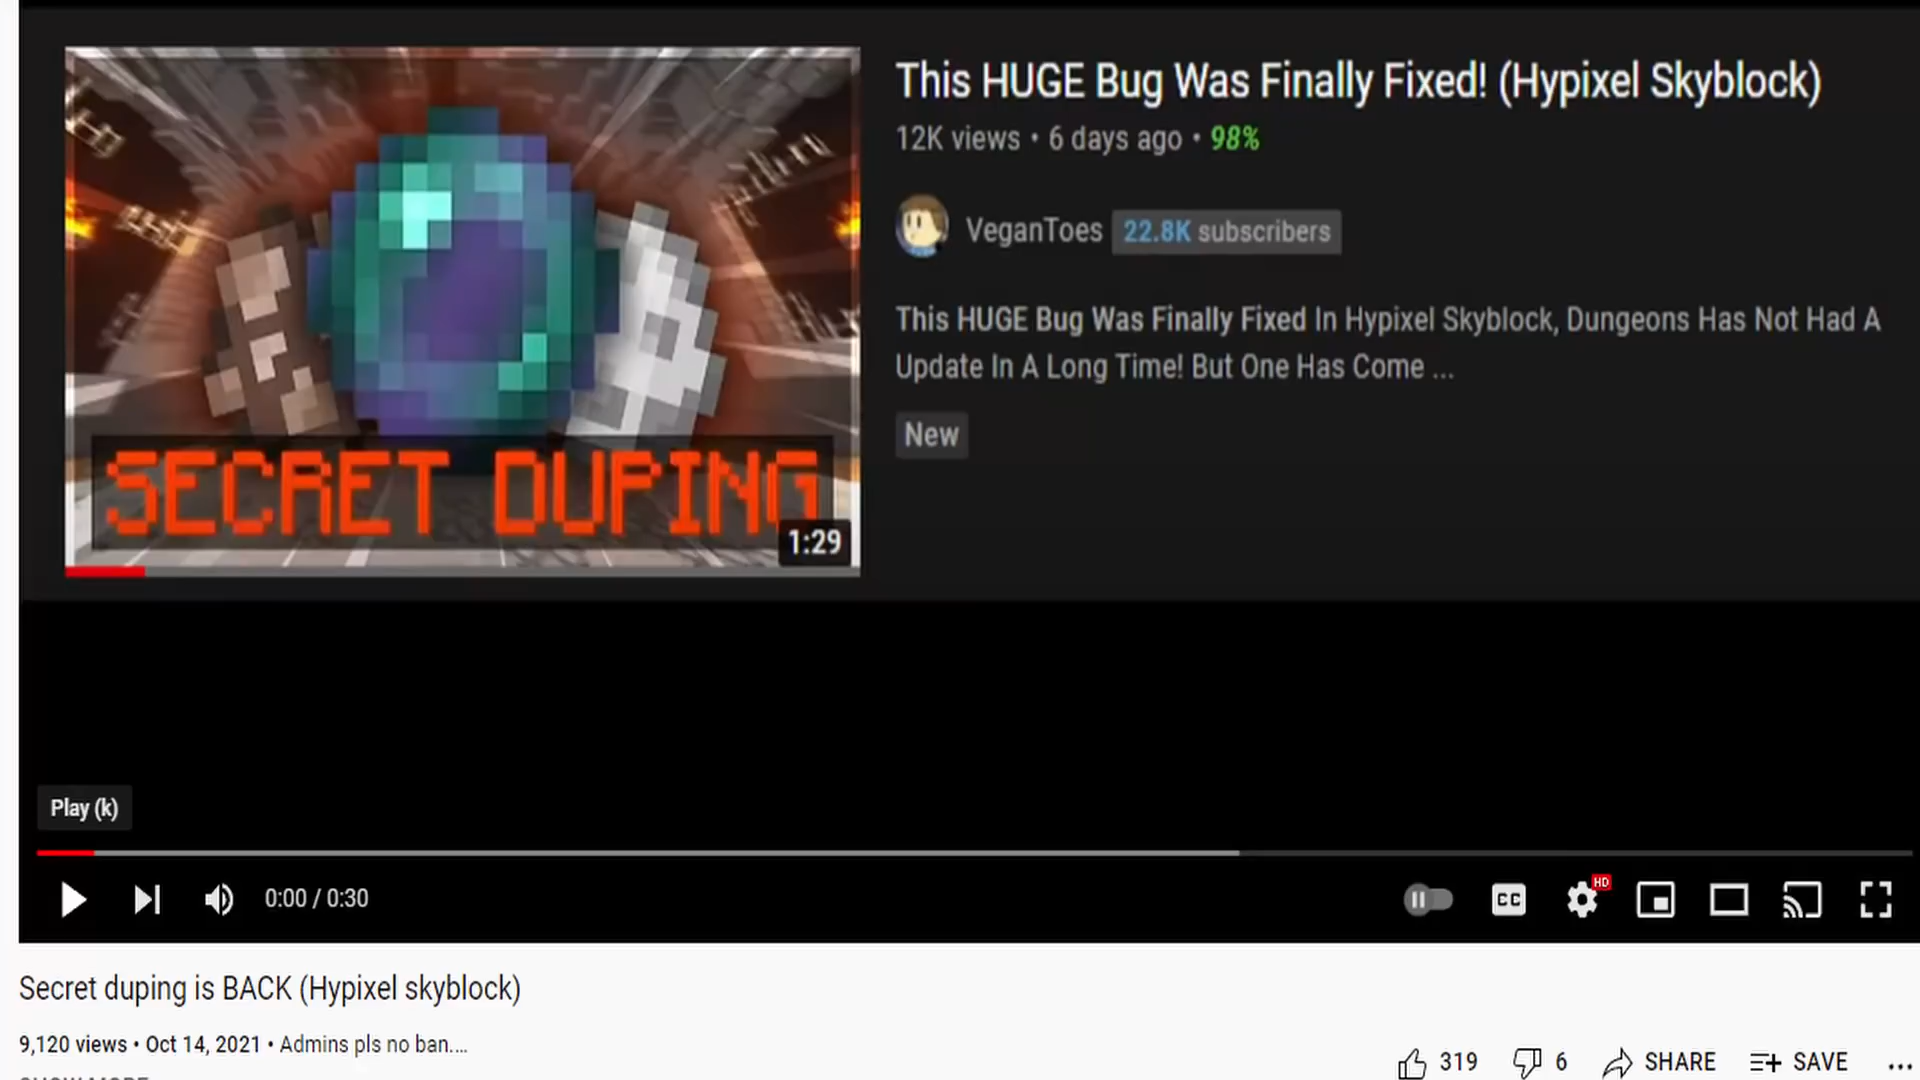 This HUGE Bug Was Finally Fixed! (Hypixel Skyblock)
12K views • 6 days ago • 98%
VeganToes 22.8K subscribers
This HUGE Bug Was Finally Fixed In Hypixel Skyblock, Dungeons Has Not Had A
Update In A Long Time! But One Has Come ...
New
SECRET DUPING
1:29
Play (k)
0:00 / 0:30
CC
HD
Secret duping is BACK (Hypixel skyblock)
9,120 views • Oct 14, 2021 • Admins pls no ban....
319 6 SHARE SAVE
SHOW MORE